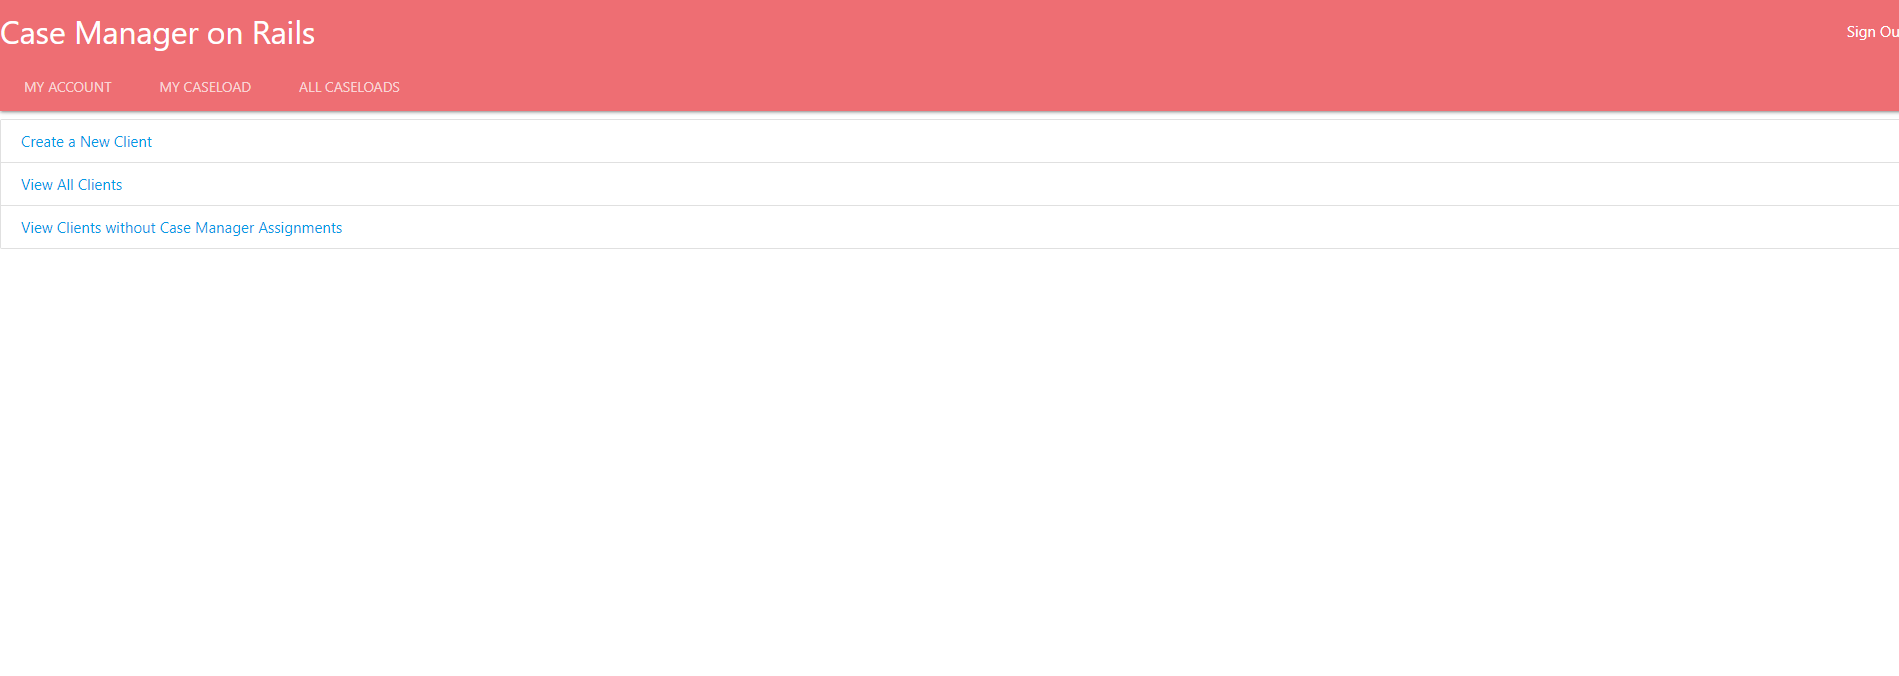 Case Manager on Rails
Sign Ou
MY ACCOUNT MY CASELOAD ALL CASELOADS
Create a New Client
View All Clients
View Clients without Case Manager Assignments